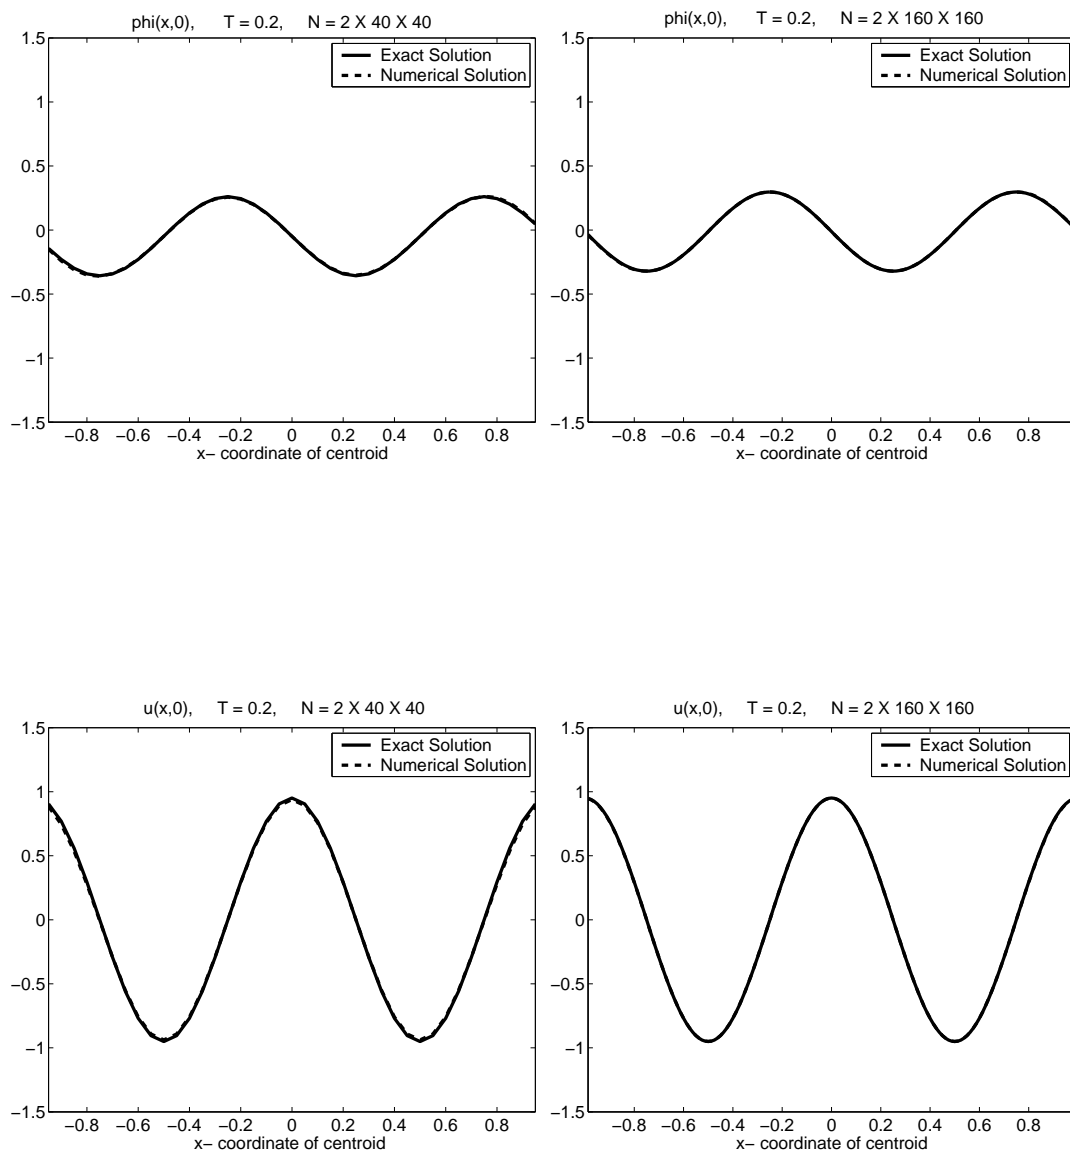 phi(x,0), T = 0.2, N = 2 X 40 X 40
1.5
1
0.5
0
−0.5
−1
−1.5
Exact Solution
Numerical Solution
−0.8 −0.6 −0.4 −0.2 0 0.2 0.4 0.6 0.8
x− coordinate of centroid
phi(x,0), T = 0.2, N = 2 X 160 X 160
1.5
1
0.5
0
−0.5
−1
−1.5
Exact Solution
Numerical Solution
−0.8 −0.6 −0.4 −0.2 0 0.2 0.4 0.6 0.8
x− coordinate of centroid
u(x,0), T = 0.2, N = 2 X 40 X 40
1.5
1
0.5
0
−0.5
−1
−1.5
Exact Solution
Numerical Solution
−0.8 −0.6 −0.4 −0.2 0 0.2 0.4 0.6 0.8
x− coordinate of centroid
u(x,0), T = 0.2, N = 2 X 160 X 160
1.5
1
0.5
0
−0.5
−1
−1.5
Exact Solution
Numerical Solution
−0.8 −0.6 −0.4 −0.2 0 0.2 0.4 0.6 0.8
x− coordinate of centroid